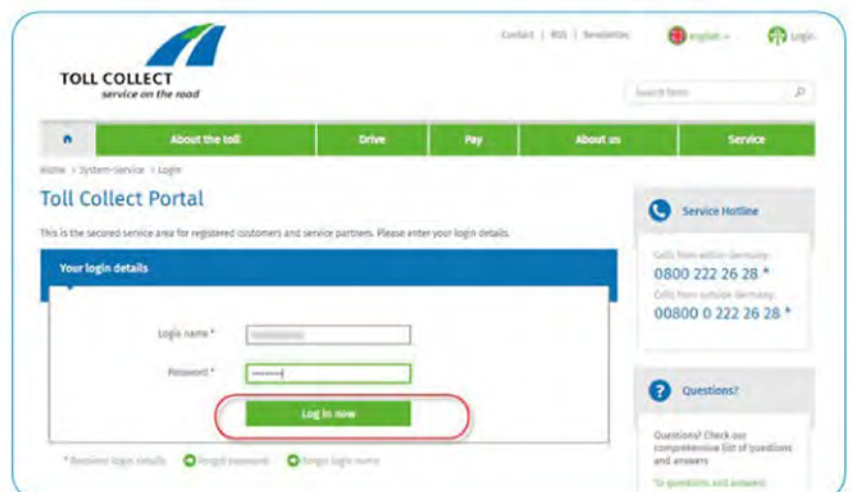 Contact | RSS | Newsletter
english
Login
TOLL COLLECT
service on the road
Search term
About the toll
Drive
Pay
About us
Service
Home > System-Service > Login
Toll Collect Portal
This is the secured service area for registered customers and service partners. Please enter your login details.
Your login details
Login name *
Password *
Log in now
* Required login details
Forgot password
Forgot login name
Service Hotline
Calls from within Germany:
0800 222 26 28 *
Calls from outside Germany:
00800 0 222 26 28 *
Questions?
Questions? Check our
comprehensive list of questions
and answers
To questions and answers